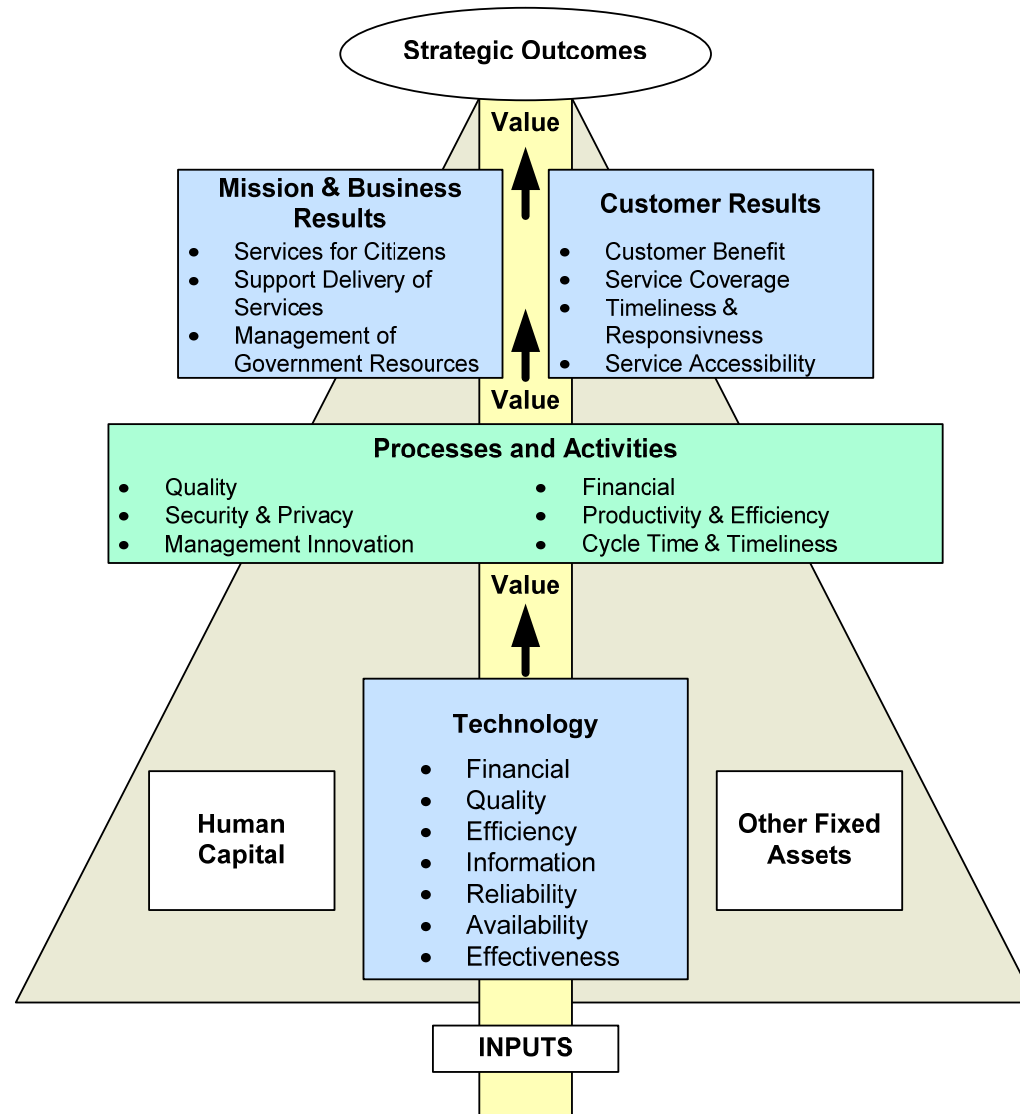 Strategic Outcomes
Value
Mission & Business
Results
• Services for Citizens
• Support Delivery of
Services
• Management of
Government Resources
Customer Results
• Customer Benefit
• Service Coverage
• Timeliness &
Responsivness
• Service Accessibility
Value
Processes and Activities
• Quality
• Security & Privacy
• Management Innovation
• Financial
• Productivity & Efficiency
• Cycle Time & Timeliness
Value
Technology
• Financial
• Quality
• Efficiency
• Information
• Reliability
• Availability
• Effectiveness
Human
Capital
Other Fixed
Assets
INPUTS